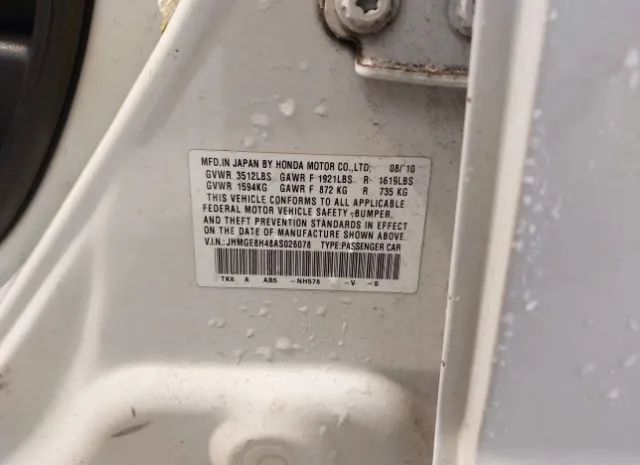 MFD.IN JAPAN BY HONDA MOTOR CO.,LTD; 08/10
GVWR 3512LBS GAWR F 1921LBS R- 1619LBS
GVWR 1594KG GAWR F 872 KG R 735 KG
THIS VEHICLE CONFORMS TO ALL APPLICABLE
FEDERAL MOTOR VEHICLE SAFETY, BUMPER,
AND THEFT PREVENTION STANDARDS IN EFFECT
ON THE DATE OF MANUFACTURE SHOWN ABOVE.
V.I.N.: JHMGE8H48AS026078 TYPE:PASSENGER CAR
TK6 A A85 -NH578 -V -S